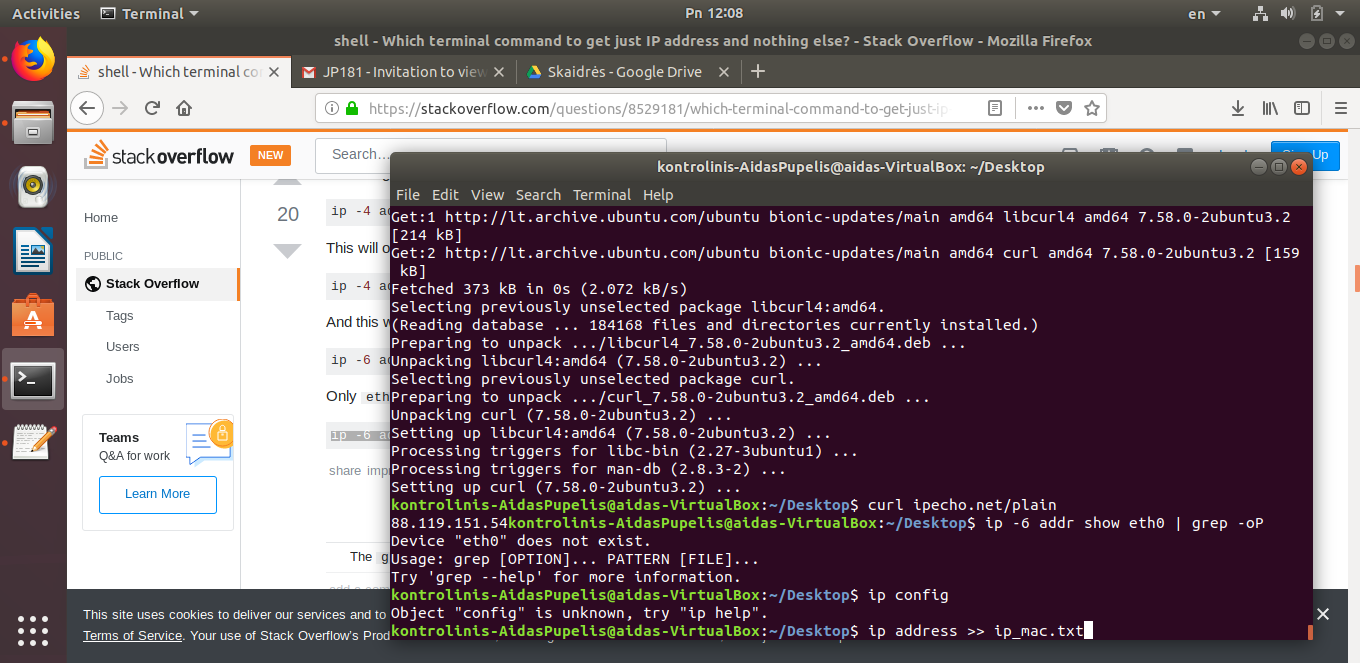 Activities Terminal Pn 12:08 en
shell - Which terminal command to get just IP address and nothing else? - Stack Overflow - Mozilla Firefox
shell - Which terminal co JP181 - Invitation to view Skaidrės - Google Drive
https://stackoverflow.com/questions/8529181/which-terminal-command-to-get-just-ip-
stackoverflow NEW Search… Up
Home
PUBLIC
Stack Overflow
Tags
Users
Jobs
Teams
Q&A for work
Learn More
20
ip -4 ad
This will o
ip -4 ad
And this w
ip -6 ad
Only eth
ip -6 ad
share impr
The g
This site uses cookies to deliver our services and to
Terms of Service. Your use of Stack Overflow's Prod
kontrolinis-AidasPupelis@aidas-VirtualBox: ~/Desktop
File Edit View Search Terminal Help
Get:1 http://lt.archive.ubuntu.com/ubuntu bionic-updates/main amd64 libcurl4 amd64 7.58.0-2ubuntu3.2
[214 kB]
Get:2 http://lt.archive.ubuntu.com/ubuntu bionic-updates/main amd64 curl amd64 7.58.0-2ubuntu3.2 [159
kB]
Fetched 373 kB in 0s (2.072 kB/s)
Selecting previously unselected package libcurl4:amd64.
(Reading database ... 184168 files and directories currently installed.)
Preparing to unpack .../libcurl4_7.58.0-2ubuntu3.2_amd64.deb ...
Unpacking libcurl4:amd64 (7.58.0-2ubuntu3.2) ...
Selecting previously unselected package curl.
Preparing to unpack .../curl_7.58.0-2ubuntu3.2_amd64.deb ...
Unpacking curl (7.58.0-2ubuntu3.2) ...
Setting up libcurl4:amd64 (7.58.0-2ubuntu3.2) ...
Processing triggers for libc-bin (2.27-3ubuntu1) ...
Processing triggers for man-db (2.8.3-2) ...
Setting up curl (7.58.0-2ubuntu3.2) ...
kontrolinis-AidasPupelis@aidas-VirtualBox:~/Desktop$ curl ipecho.net/plain
88.119.151.54kontrolinis-AidasPupelis@aidas-VirtualBox:~/Desktop$ ip -6 addr show eth0 | grep -oP
Device "eth0" does not exist.
Usage: grep [OPTION]... PATTERN [FILE]...
Try 'grep --help' for more information.
kontrolinis-AidasPupelis@aidas-VirtualBox:~/Desktop$ ip config
Object "config" is unknown, try "ip help".
kontrolinis-AidasPupelis@aidas-VirtualBox:~/Desktop$ ip address >> ip_mac.txt